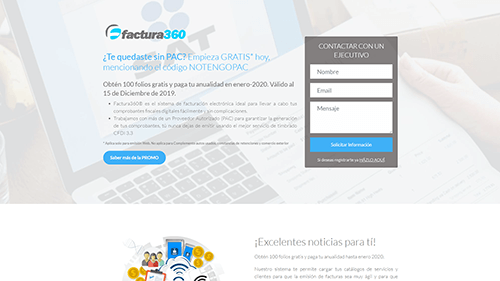 factura360
¿Te quedaste sin PAC? Empieza GRATIS* hoy,
mencionando el código NOTENGOPAC
Obtén 100 folios gratis y paga tu anualidad en enero-2020. Válido al
15 de Diciembre de 2019.
Factura360® es el sistema de facturación electrónica ideal para llevar a cabo tus
comprobantes fiscales digitales fácilmente y sin complicaciones.
Trabajamos con más de un Proveedor Autorizado (PAC) para garantizar la generación
de tus comprobantes, tú nunca dejas de emitir usando el mejor servicio de timbrado
CFDI 3.3
Saber más de la PROMO
SAT
CONTACTAR CON UN
EJECUTIVO
Nombre
Email
Mensaje
Solicitar Información
Si deseas registrarte ya HAZLO AQUÍ
¡Excelentes noticias para ti!
Obtén 100 folios gratis y paga tu anualidad hasta enero 2020.
Nuestro sistema te permite cargar tus catálogos de servicios y
clientes para que la emisión de facturas sea muy ágil y para que